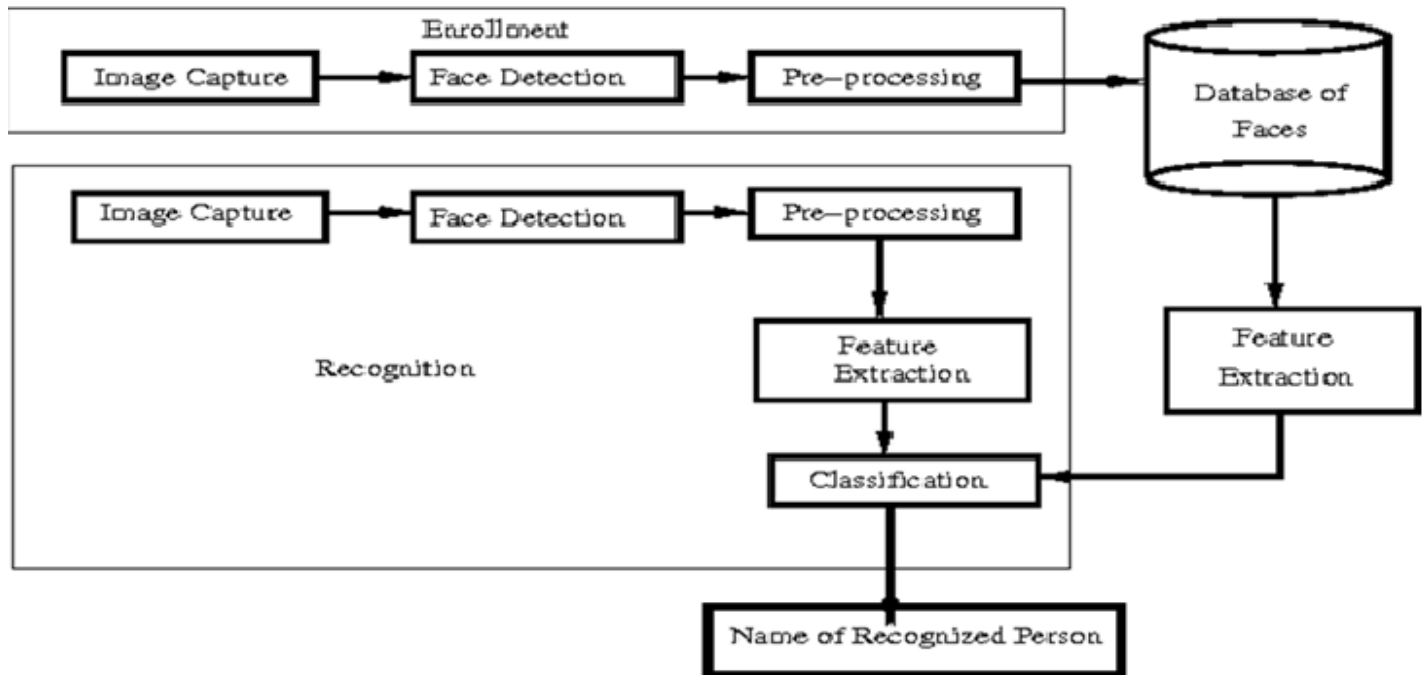 Enrollment
Image Capture
Face Detection
Pre-processing
Database of
Faces
Image Capture
Face Detection
Pre-processing
Feature
Extraction
Recognition
Feature
Extraction
Classification
Name of Recognized Person